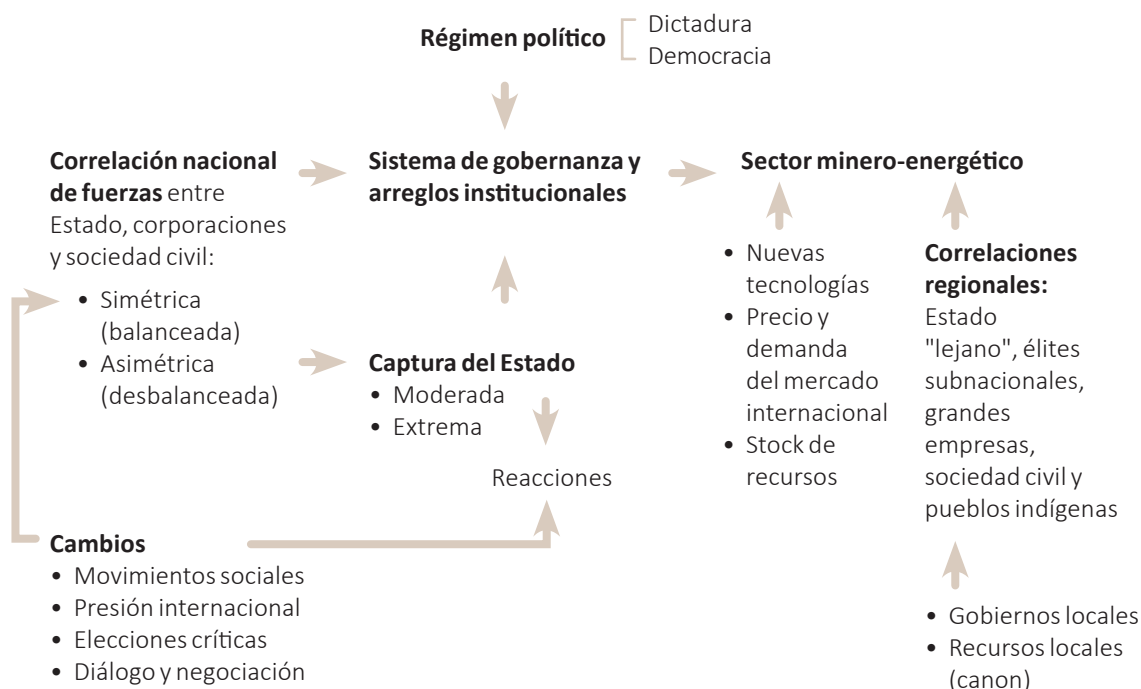 Régimen político
Dictadura
Democracia
Correlación nacional
de fuerzas entre
Estado, corporaciones
y sociedad civil:
• Simétrica
(balanceada)
• Asimétrica
(desbalanceada)
Sistema de gobernanza y
arreglos institucionales
Captura del Estado
• Moderada
• Extrema
Reacciones
Sector minero-energético
• Nuevas
tecnologías
• Precio y
demanda
del mercado
internacional
• Stock de
recursos
Correlaciones
regionales:
Estado
"lejano", élites
subnacionales,
grandes
empresas,
sociedad civil y
pueblos indígenas
• Gobiernos locales
• Recursos locales
(canon)
Cambios
• Movimientos sociales
• Presión internacional
• Elecciones críticas
• Diálogo y negociación